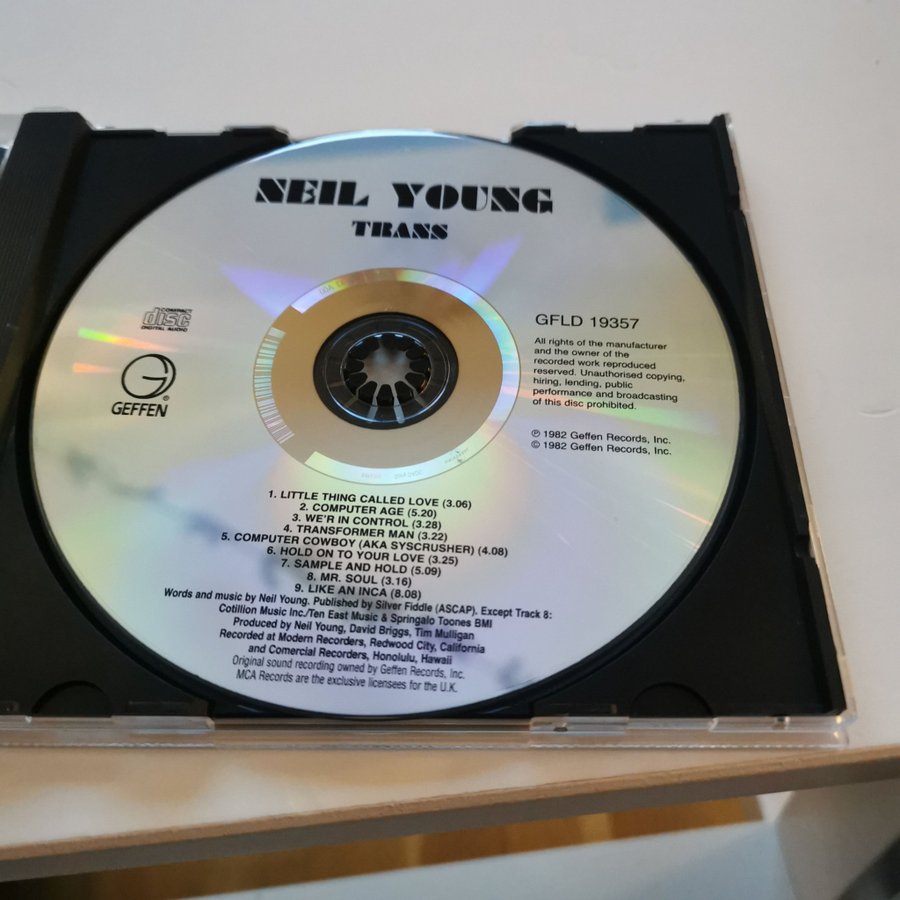 NEIL YOUNG
TRANS
COMPACT
disc
DIGITAL AUDIO
GEFFEN
®
GFLD 19357
All rights of the manufacturer
and the owner of the
recorded work reproduced
reserved. Unauthorised copying,
hiring, lending, public
performance and broadcasting
of this disc prohibited.
℗ 1982 Geffen Records, Inc.
© 1982 Geffen Records, Inc.
1. LITTLE THING CALLED LOVE (3.06)
2. COMPUTER AGE (5.20)
3. WE'R IN CONTROL (3.28)
4. TRANSFORMER MAN (3.22)
5. COMPUTER COWBOY (AKA SYSCRUSHER) (4.08)
6. HOLD ON TO YOUR LOVE (3.25)
7. SAMPLE AND HOLD (5.09)
8. MR. SOUL (3.16)
9. LIKE AN INCA (8.08)
Words and music by Neil Young. Published by Silver Fiddle (ASCAP). Except Track 8:
Cotillion Music Inc./Ten East Music & Springalo Toones BMI
Produced by Neil Young, David Briggs, Tim Mulligan
Recorded at Modern Recorders, Redwood City, California
and Comercial Recorders, Honolulu, Hawaii
Original sound recording owned by Geffen Records, Inc.
MCA Records are the exclusive licensees for the U.K.